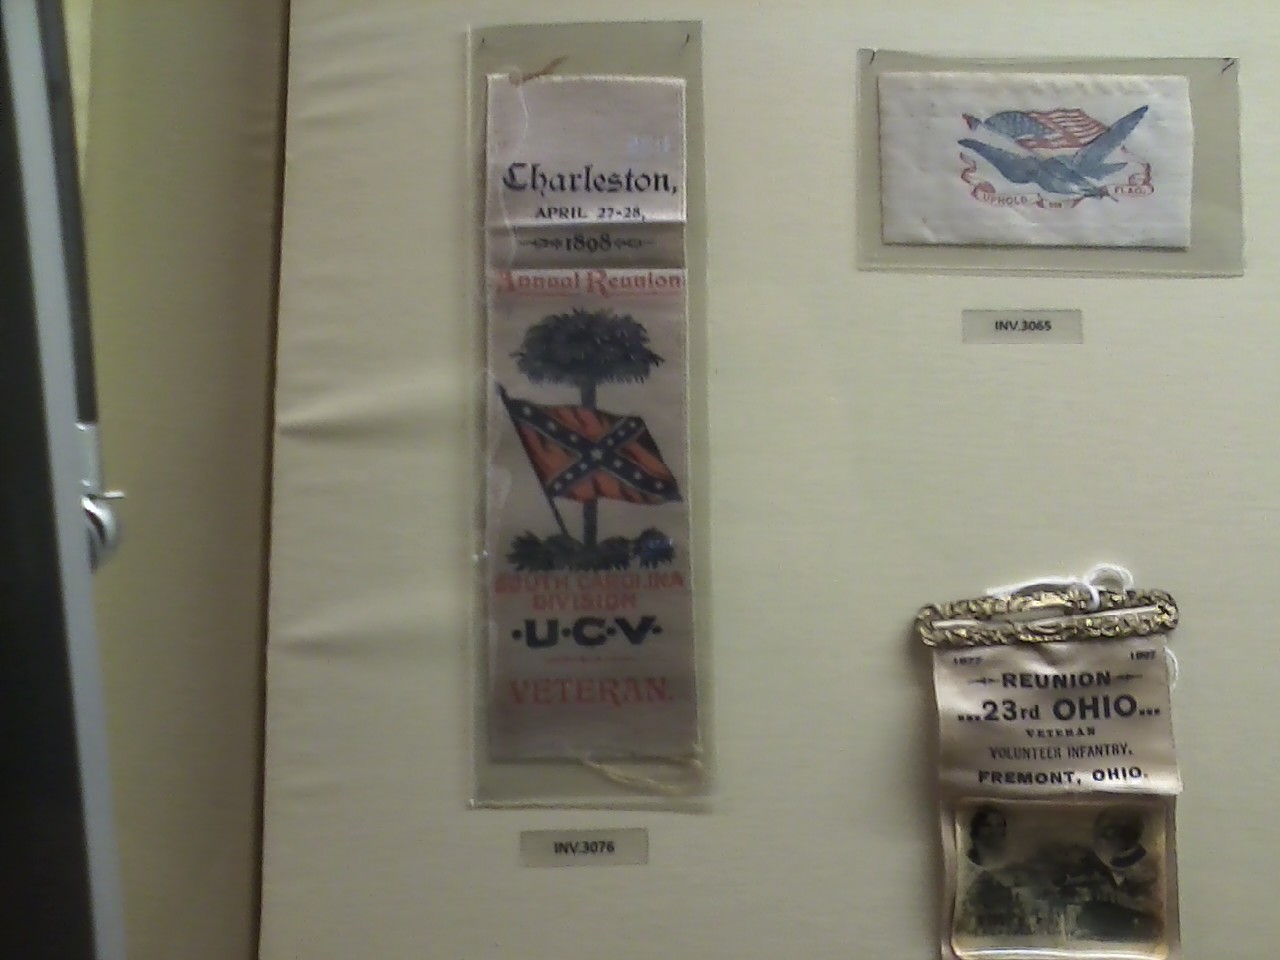 Charleston,
APRIL 27-28,
1898
Annual Reunion
SOUTH CAROLINA
DIVISION
·U·C·V·
VETERAN.
INV.3076
UPHOLD OUR FLAG.
INV.3065
1877 1897
REUNION
...23rd OHIO...
VETERAN
VOLUNTEER INFANTRY.
FREMONT, OHIO.